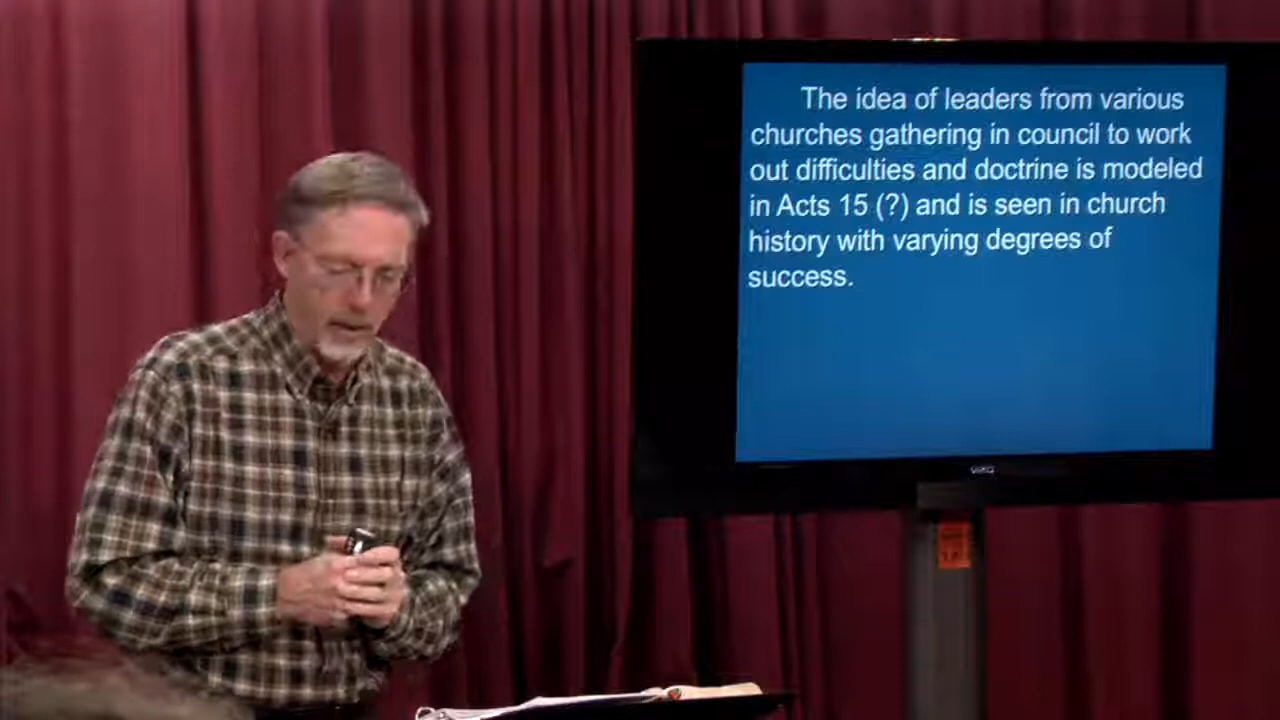 The idea of leaders from various
churches gathering in council to work
out difficulties and doctrine is modeled
in Acts 15 (?) and is seen in church
history with varying degrees of
success.